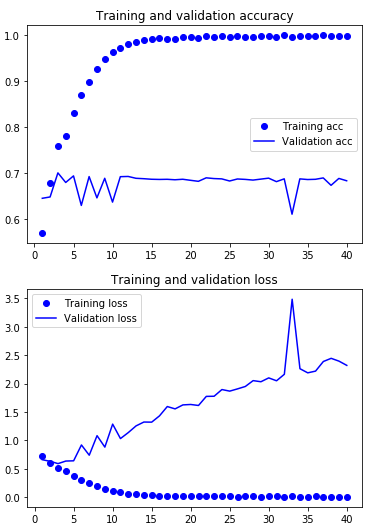 Training and validation accuracy
1.0
0.9
0.8
0.7
0.6
Training acc
Validation acc
0 5 10 15 20 25 30 35 40
Training and validation loss
3.5
3.0
2.5
2.0
1.5
1.0
0.5
0.0
Training loss
Validation loss
0 5 10 15 20 25 30 35 40